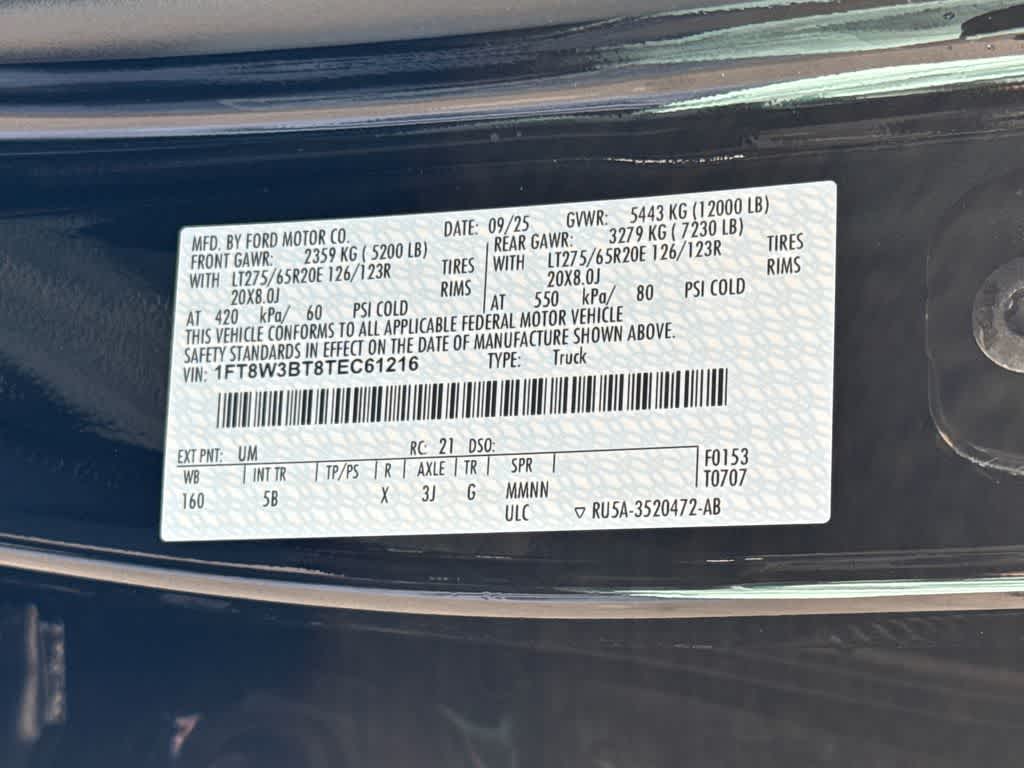 MFD. BY FORD MOTOR CO. DATE: 09/25 GVWR: 5443 KG (12000 LB)
FRONT GAWR: 2359 KG ( 5200 LB) REAR GAWR: 3279 KG ( 7230 LB)
WITH LT275/65R20E 126/123R TIRES WITH LT275/65R20E 126/123R TIRES
20X8.0J RIMS 20X8.0J RIMS
AT 420 kPa/ 60 PSI COLD AT 550 kPa/ 80 PSI COLD
THIS VEHICLE CONFORMS TO ALL APPLICABLE FEDERAL MOTOR VEHICLE
SAFETY STANDARDS IN EFFECT ON THE DATE OF MANUFACTURE SHOWN ABOVE.
VIN: 1FT8W3BT8TEC61216 TYPE: Truck
EXT PNT: UM RC: 21 DSO:
WB INT TR TP/PS R AXLE TR SPR F0153
160 5B X 3J G MMNN T0707
ULC ▽ RU5A-3520472-AB